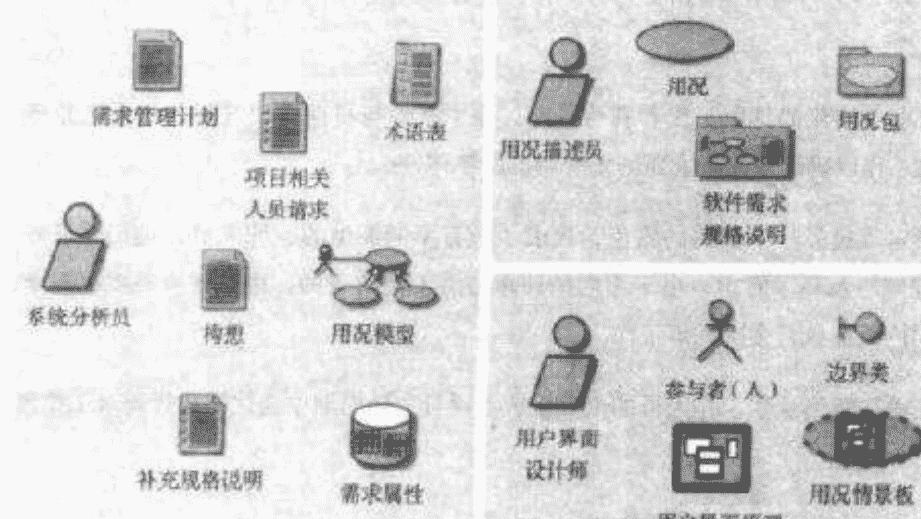 需求管理计划
项目相关
人员请求
术语表
系统分析员
构想
用况模型
补充规格说明
需求属性
用况描述员
用况
用况包
软件需求
规格说明
用户界面
设计师
参与者（人）
边界类
用况情景板